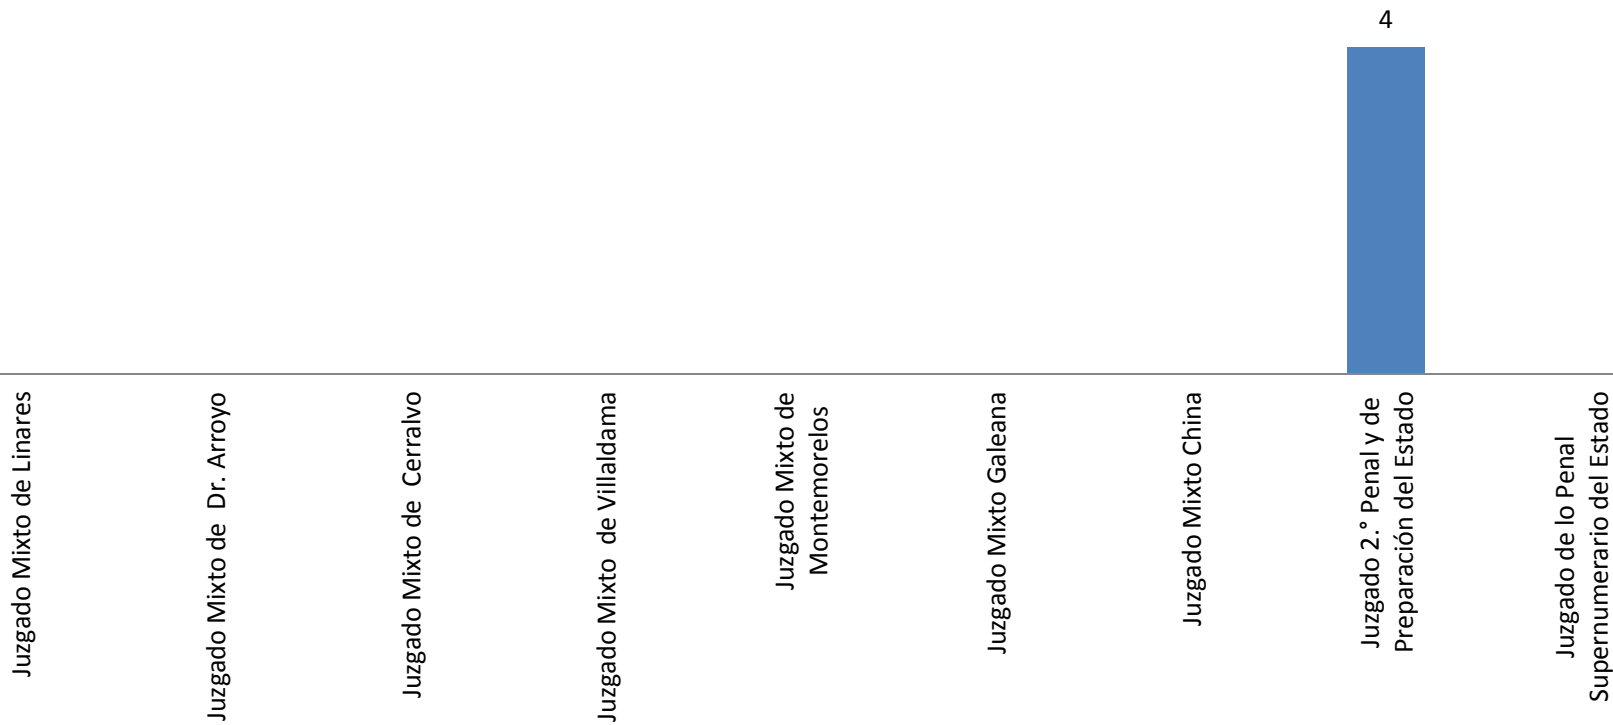 4
Juzgado Mixto de Linares
Juzgado Mixto de  Dr. Arroyo
Juzgado Mixto de  Cerralvo
Juzgado Mixto  de Villaldama
Juzgado Mixto de
Montemorelos
Juzgado Mixto Galeana
Juzgado Mixto China
Juzgado 2.° Penal y de
Preparación del Estado
Juzgado de lo Penal
Supernumerario del Estado